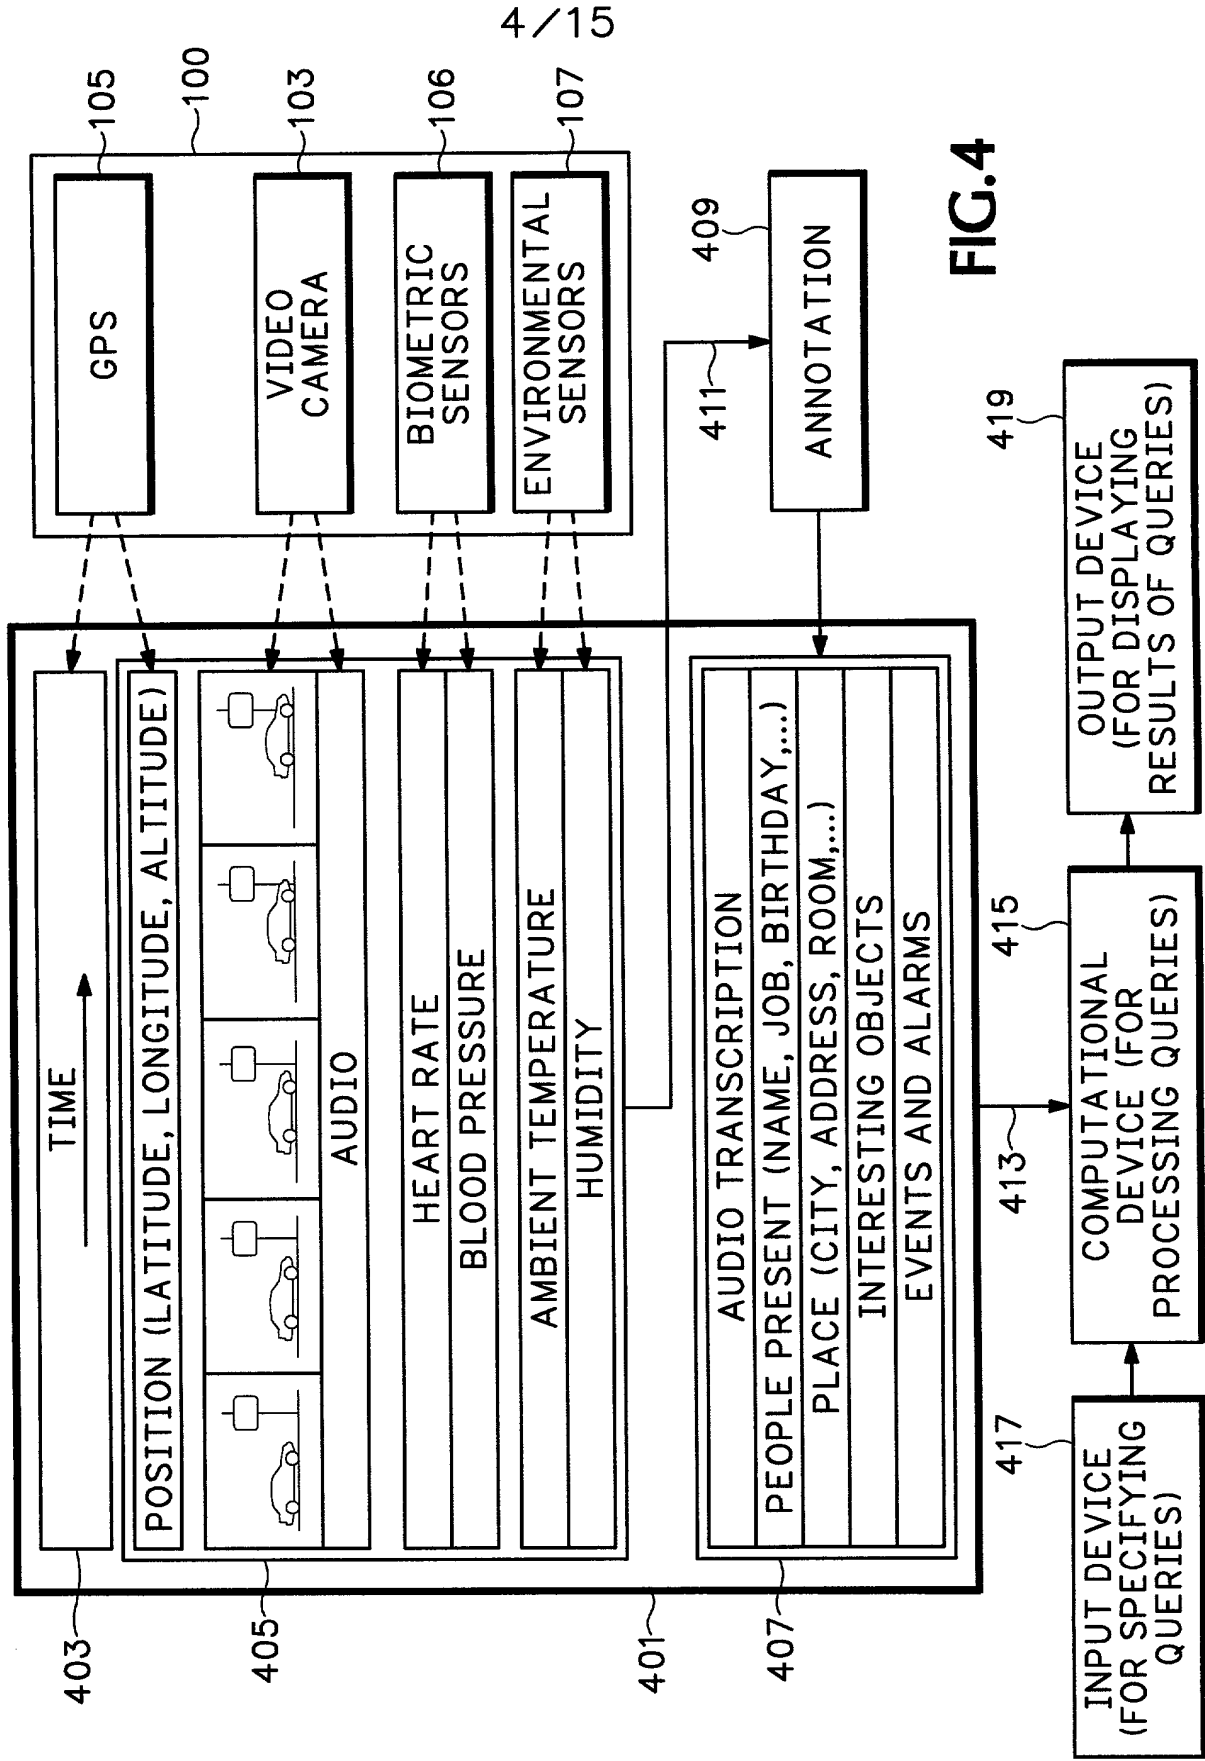 4/15
403
TIME
POSITION (LATITUDE, LONGITUDE, ALTITUDE)
405
AUDIO
HEART RATE
BLOOD PRESSURE
AMBIENT TEMPERATURE
HUMIDITY
401
GPS
105
100
VIDEO
CAMERA
103
BIOMETRIC
SENSORS
106
ENVIRONMENTAL
SENSORS
107
407
AUDIO TRANSCRIPTION
PEOPLE PRESENT (NAME, JOB, BIRTHDAY,...)
PLACE (CITY, ADDRESS, ROOM,...)
INTERESTING OBJECTS
EVENTS AND ALARMS
411
409
ANNOTATION
413
417
INPUT DEVICE
(FOR SPECIFYING
QUERIES)
415
COMPUTATIONAL
DEVICE (FOR
PROCESSING QUERIES)
419
OUTPUT DEVICE
(FOR DISPLAYING
RESULTS OF QUERIES)
FIG.4